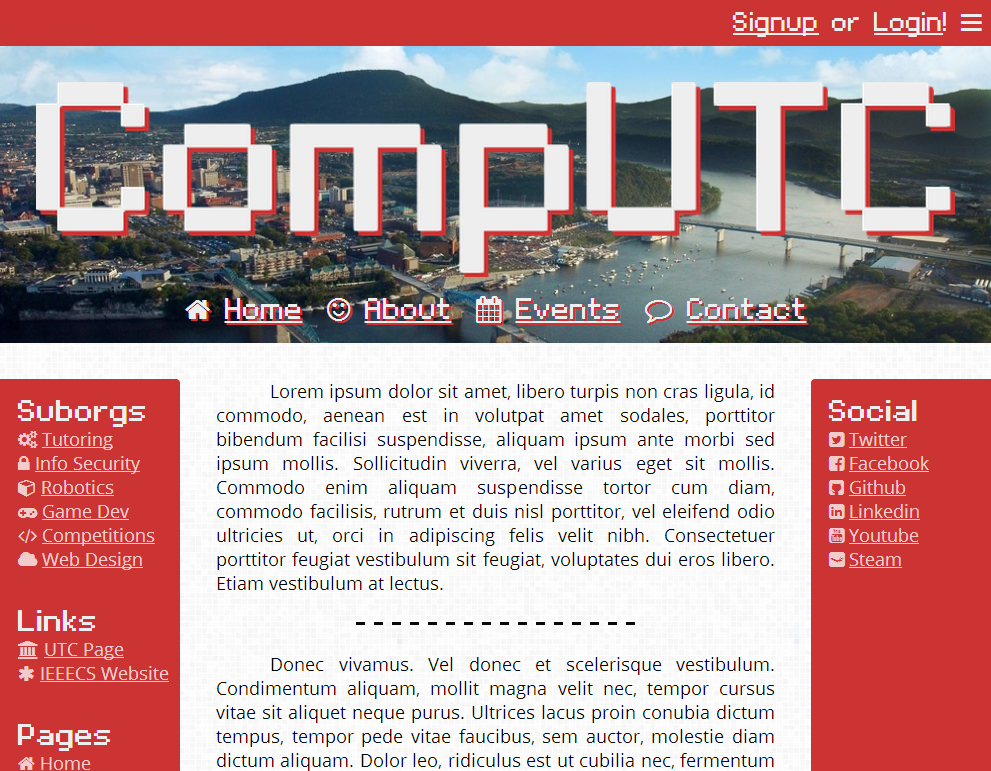 Signup or Login!
CompUTC
Home About Events Contact
Suborgs
Tutoring
Info Security
Robotics
Game Dev
Competitions
Web Design
Links
UTC Page
IEEECS Website
Pages
Home
Lorem ipsum dolor sit amet, libero turpis non cras ligula, id
commodo, aenean est in volutpat amet sodales, porttitor
bibendum facilisi suspendisse, aliquam ipsum ante morbi sed
ipsum mollis. Sollicitudin viverra, vel varius eget sit mollis.
Commodo enim aliquam suspendisse tortor cum diam,
commodo facilisis, rutrum et duis nisl porttitor, vel eleifend odio
ultricies ut, orci in adipiscing felis velit nibh. Consectetuer
porttitor feugiat vestibulum sit feugiat, voluptates dui eros libero.
Etiam vestibulum at lectus.
Donec vivamus. Vel donec et scelerisque vestibulum.
Condimentum aliquam, mollit magna velit nec, tempor cursus
vitae sit aliquet neque purus. Ultrices lacus proin conubia dictum
tempus, tempor pede vitae faucibus, sem auctor, molestie diam
dictum aliquam. Dolor leo, ridiculus est ut cubilia nec, fermentum
Social
Twitter
Facebook
Github
Linkedin
Youtube
Steam